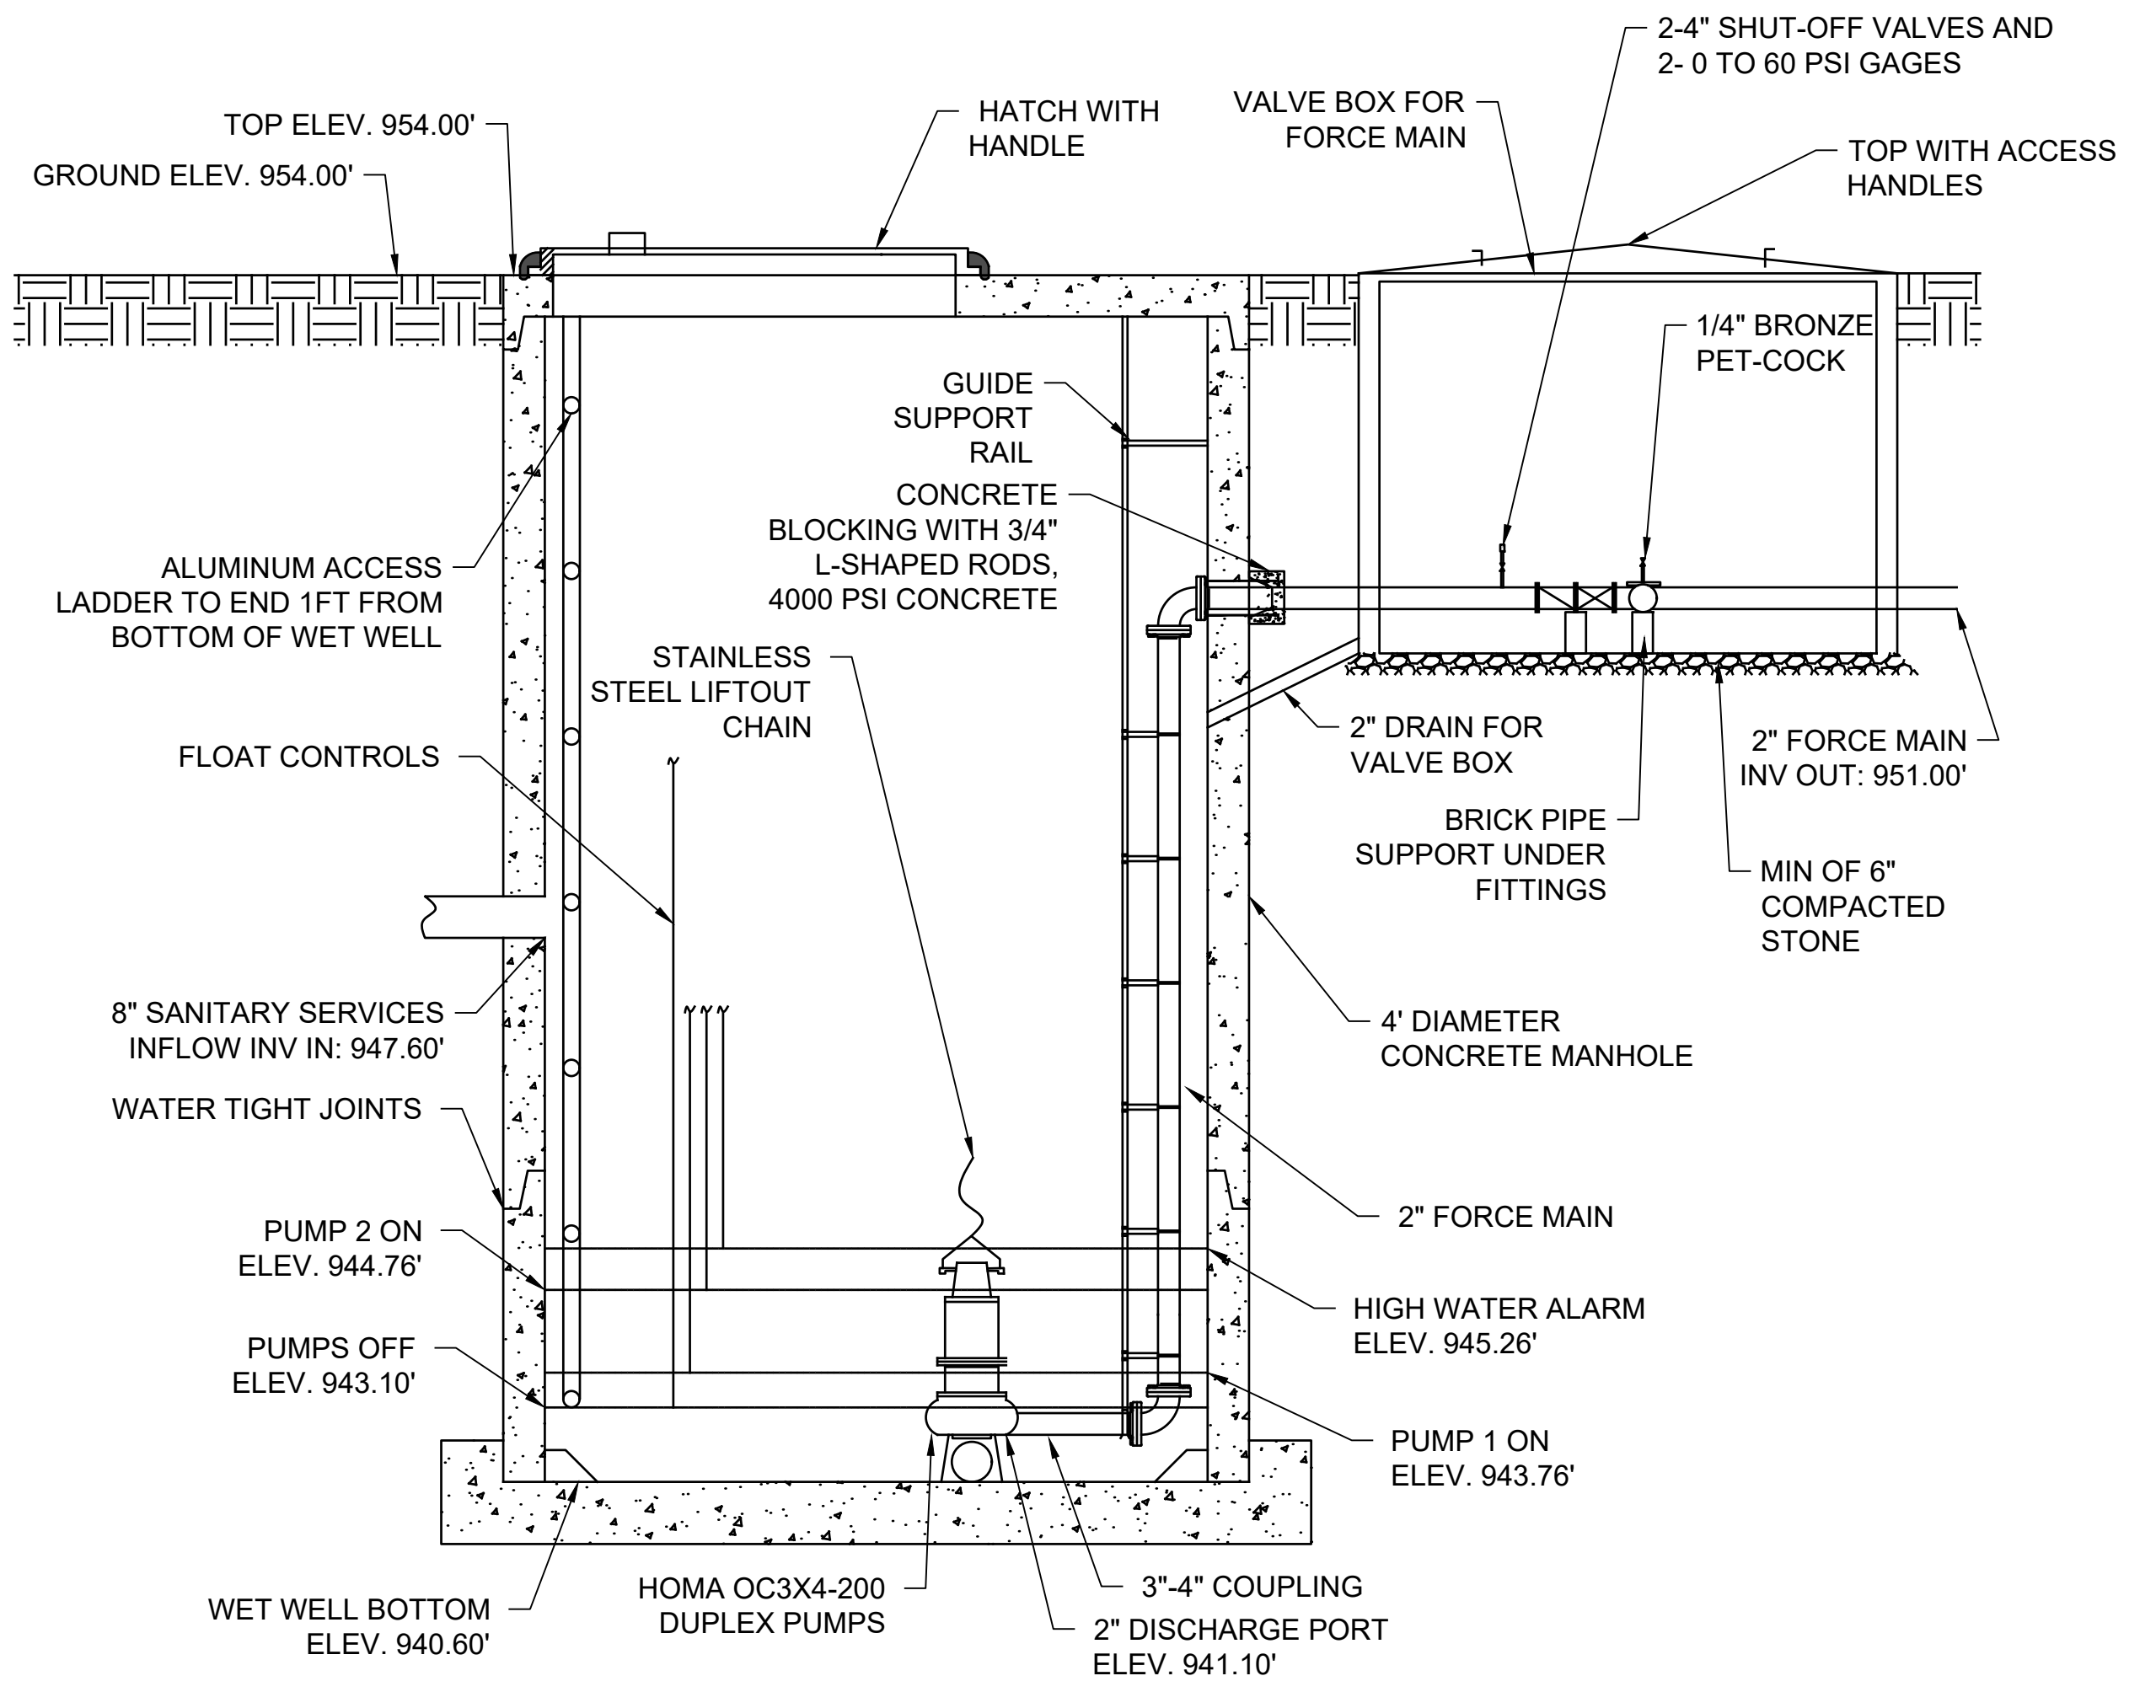 2-4" SHUT-OFF VALVES AND
2- 0 TO 60 PSI GAGES
VALVE BOX FOR
FORCE MAIN
HATCH WITH
HANDLE
TOP ELEV. 954.00'
GROUND ELEV. 954.00'
TOP WITH ACCESS
HANDLES
1/4" BRONZE
PET-COCK
GUIDE
SUPPORT
RAIL
CONCRETE
BLOCKING WITH 3/4"
L-SHAPED RODS,
4000 PSI CONCRETE
ALUMINUM ACCESS
LADDER TO END 1FT FROM
BOTTOM OF WET WELL
STAINLESS
STEEL LIFTOUT
CHAIN
FLOAT CONTROLS
2" DRAIN FOR
VALVE BOX
2" FORCE MAIN
INV OUT: 951.00'
BRICK PIPE
SUPPORT UNDER
FITTINGS
MIN OF 6"
COMPACTED
STONE
8" SANITARY SERVICES
INFLOW INV IN: 947.60'
4' DIAMETER
CONCRETE MANHOLE
WATER TIGHT JOINTS
2" FORCE MAIN
PUMP 2 ON
ELEV. 944.76'
HIGH WATER ALARM
ELEV. 945.26'
PUMPS OFF
ELEV. 943.10'
PUMP 1 ON
ELEV. 943.76'
WET WELL BOTTOM
ELEV. 940.60'
HOMA OC3X4-200
DUPLEX PUMPS
3"-4" COUPLING
2" DISCHARGE PORT
ELEV. 941.10'